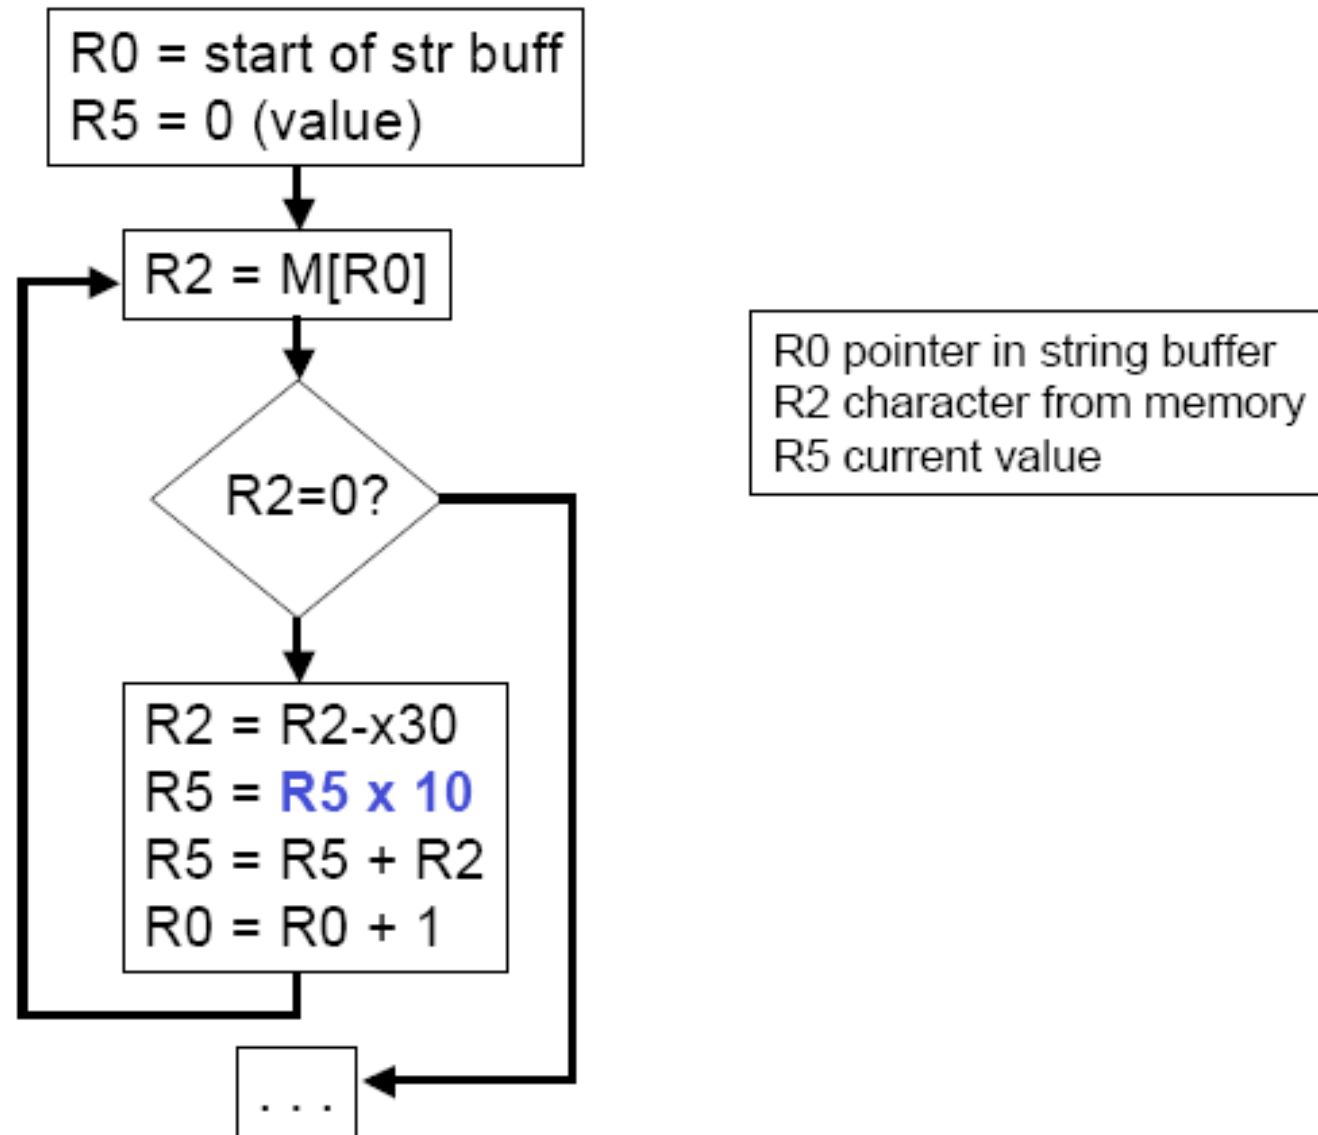 R0 = start of str buff
R5 = 0 (value)
R2 = M[R0]
R2=0?
R2 = R2-x30
R5 = R5 x 10
R5 = R5 + R2
R0 = R0 + 1
. . .
R0 pointer in string buffer
R2 character from memory
R5 current value